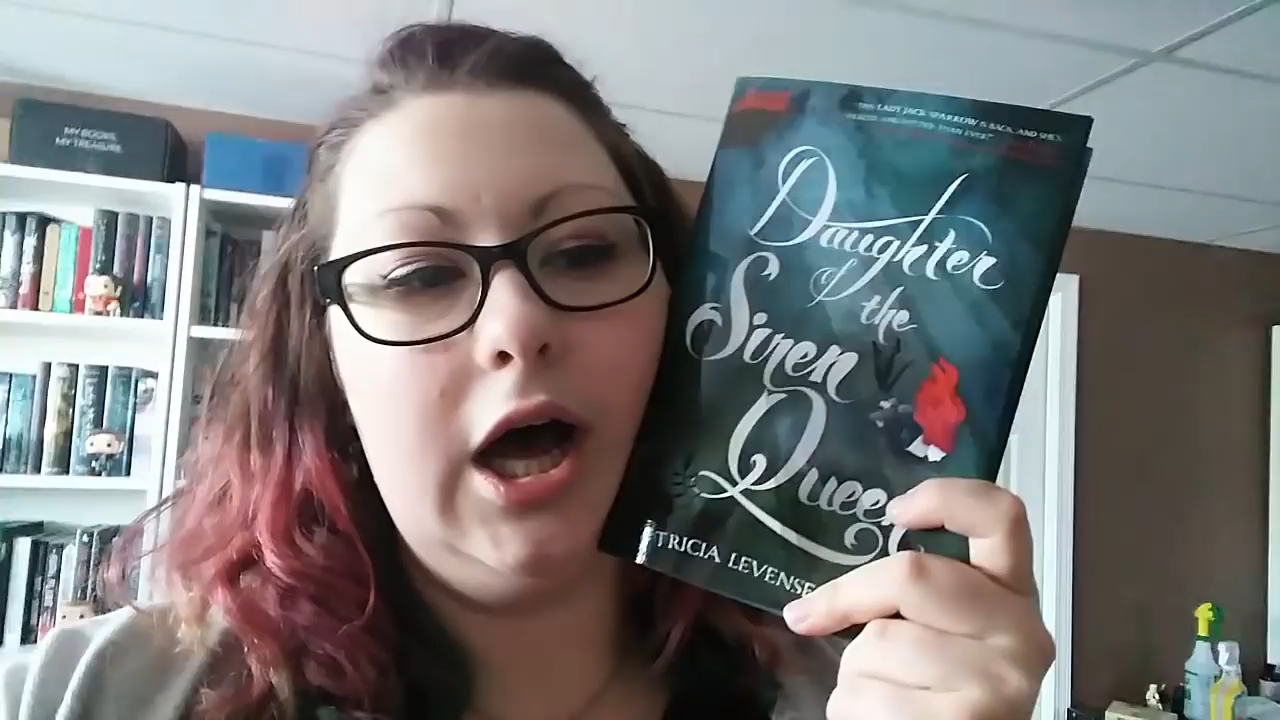 MY BOOKS,
MY TREASURE
"THE LADY JACK SPARROW IS BACK, AND SHE'S
THAN EVER!"
Daughter
of
the
Siren
Queen
TRICIA LEVENSE